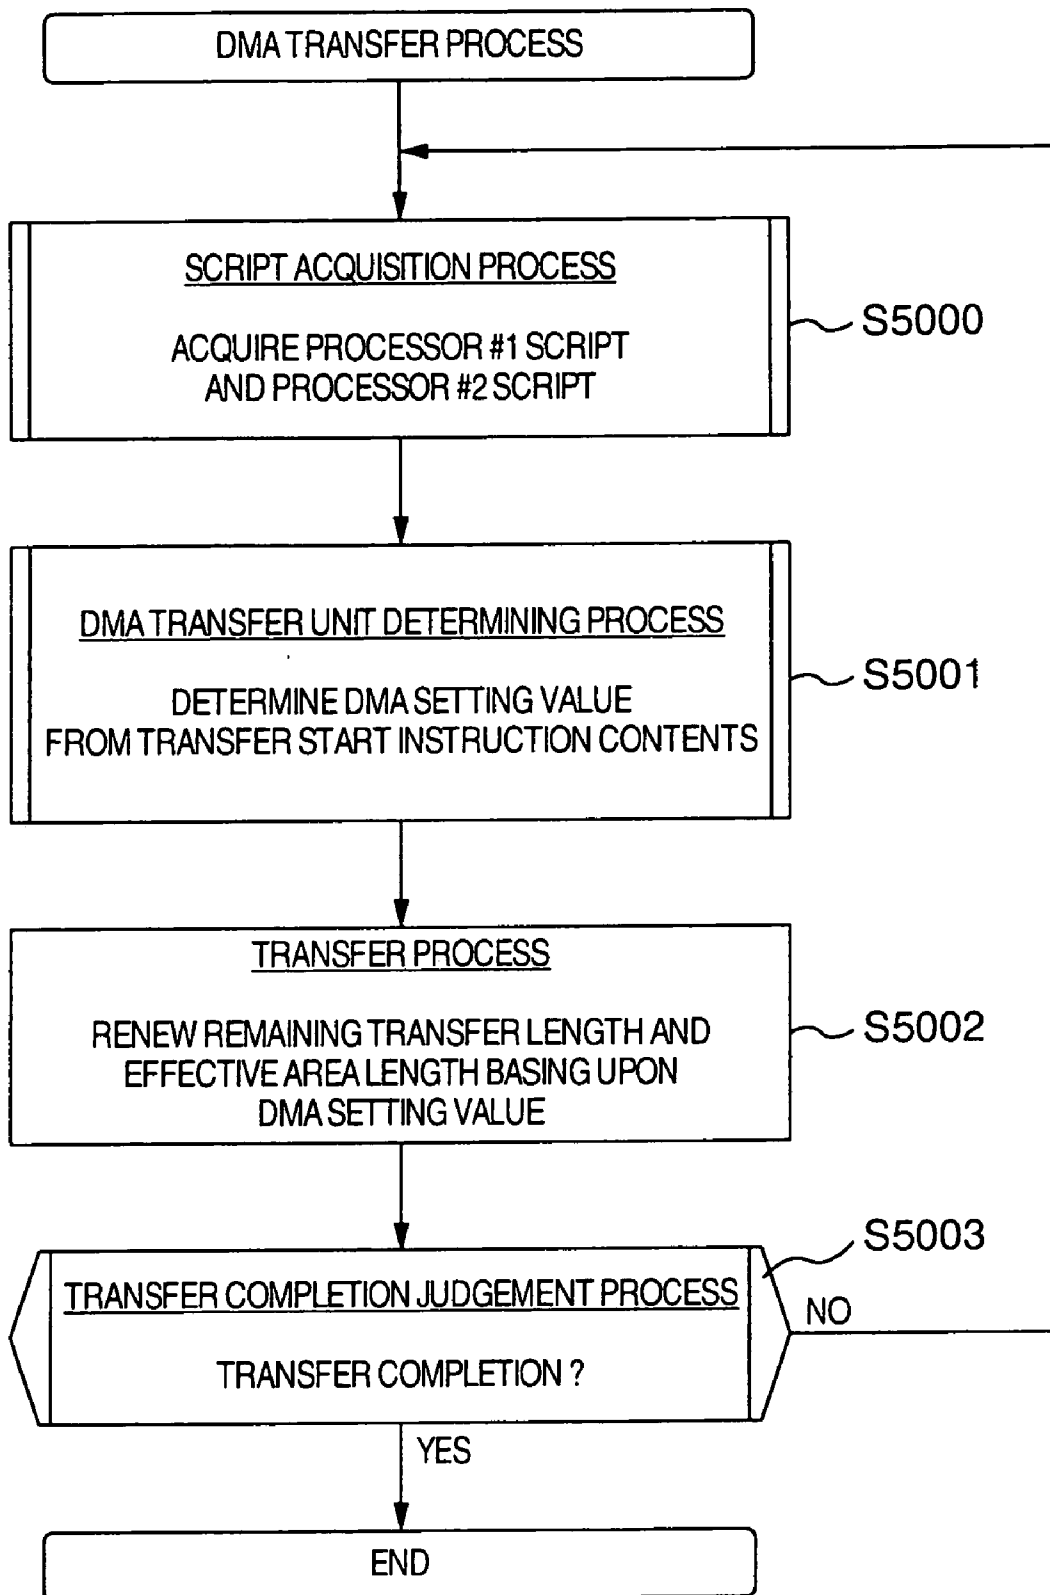 DMA TRANSFER PROCESS
SCRIPT ACQUISITION PROCESS
ACQUIRE PROCESSOR #1 SCRIPT
AND PROCESSOR #2 SCRIPT
S5000
DMA TRANSFER UNIT DETERMINING PROCESS
DETERMINE DMA SETTING VALUE
FROM TRANSFER START INSTRUCTION CONTENTS
S5001
TRANSFER PROCESS
RENEW REMAINING TRANSFER LENGTH AND
EFFECTIVE AREA LENGTH BASING UPON
DMA SETTING VALUE
S5002
S5003
TRANSFER COMPLETION JUDGEMENT PROCESS
TRANSFER COMPLETION ?
NO
YES
END